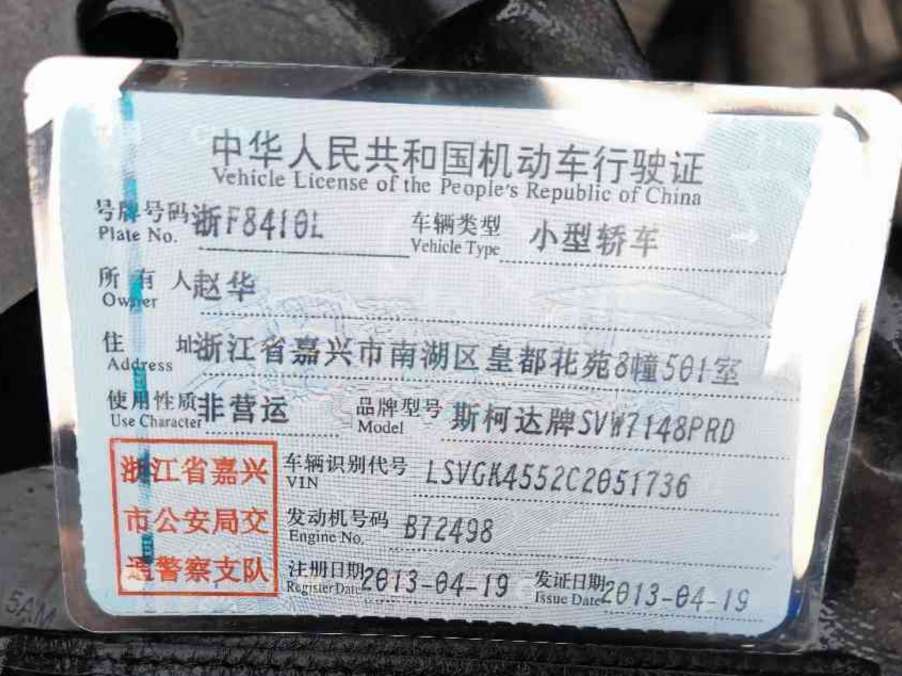 中华人民共和国机动车行驶证
Vehicle License of the People's Republic of China
号牌号码 浙F8410L 车辆类型 小型轿车
Plate No. Vehicle Type
所有人 赵华
Owner
住址 浙江省嘉兴市南湖区皇都花苑8幢501室
Address
使用性质 非营运 品牌型号 斯柯达牌SVW7148PRD
Use Character Model
浙江省嘉兴 车辆识别代号 LSVGK4552C2051736
VIN
市公安局交 发动机号码 B72498
Engine No.
通警察支队 注册日期 2013-04-19 发证日期 2013-04-19
Register Date Issue Date
5AM